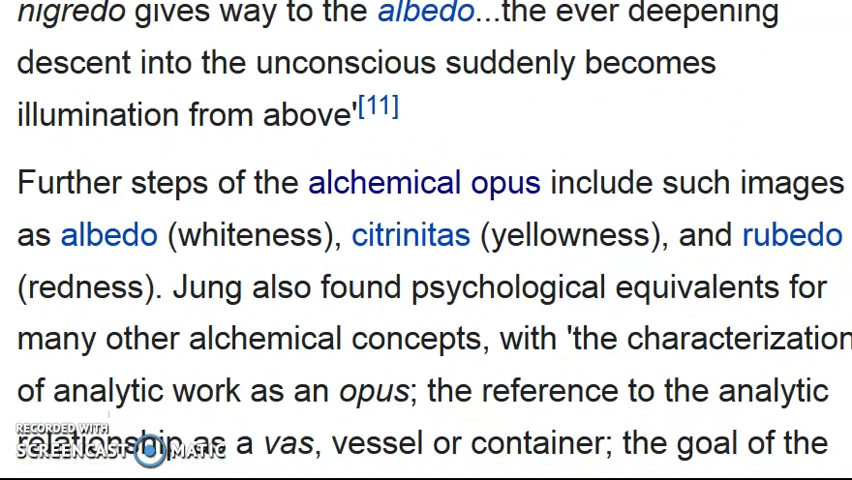 nigredo gives way to the albedo...the ever deepening
descent into the unconscious suddenly becomes
illumination from above'[11]
Further steps of the alchemical opus include such images
as albedo (whiteness), citrinitas (yellowness), and rubedo
(redness). Jung also found psychological equivalents for
many other alchemical concepts, with 'the characterization
of analytic work as an opus; the reference to the analytic
RECORDED WITH
relationship as a vas, vessel or container; the goal of the
SCREENCAST MATIC